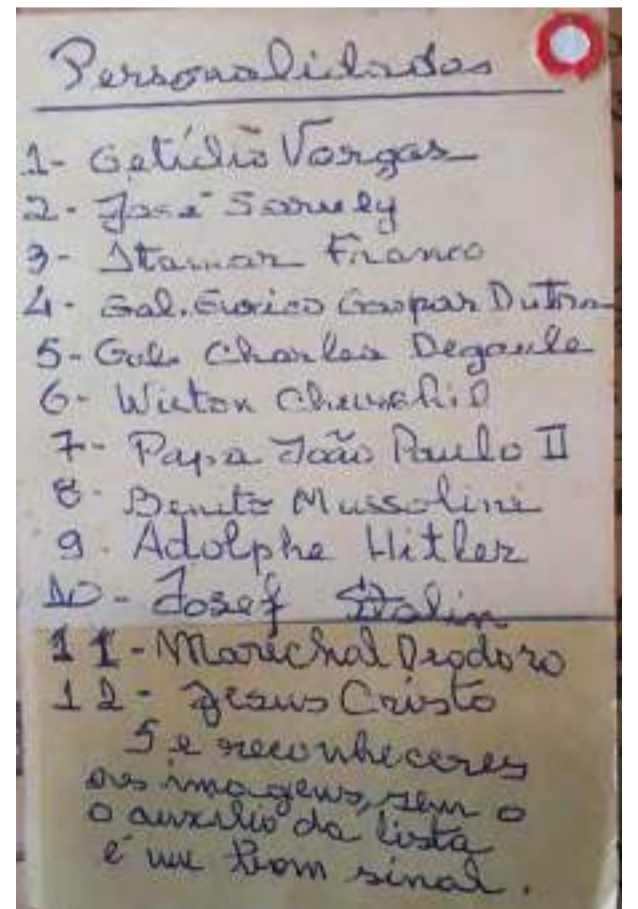 Personalidades
1- Getúlio Vargas
2- José Sarney
3- Itamar Franco
4- Gal. Eurico Gaspar Dutra
5- Gal. Charles Degaule
6- Wiston Churchil
7- Papa João Paulo II
8- Benito Mussolini
9- Adolphe Hitler
10- Josef Stalin
11- Marechal Deodoro
12- Jesus Cristo
Se reconheceres
as imagens, sem o
o auxilio da lista
é um bom sinal.